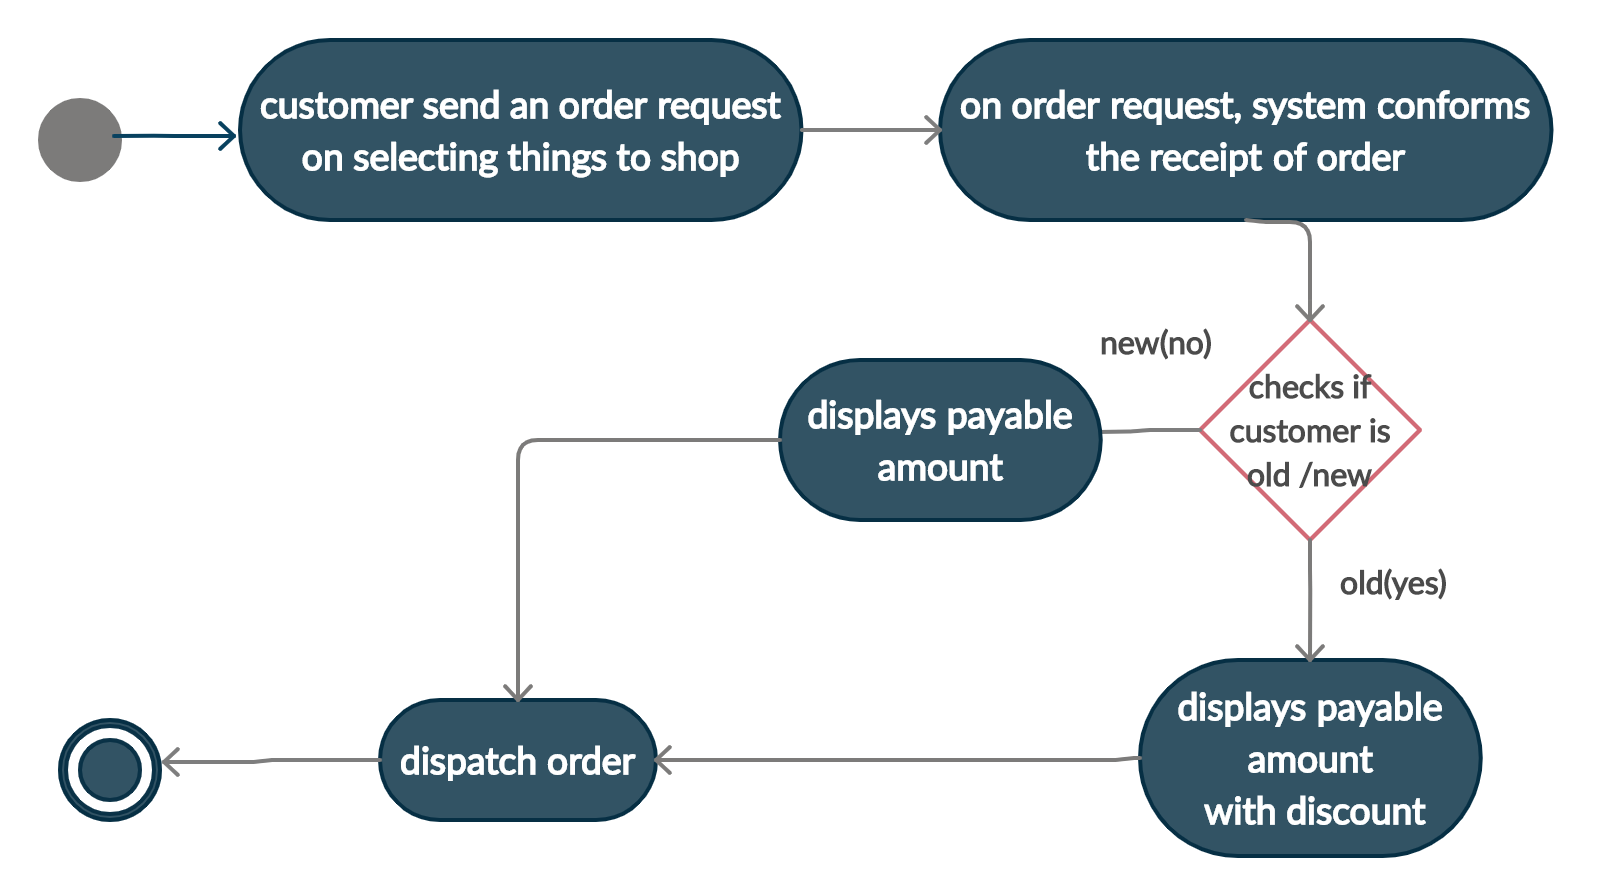 customer send an order request
on selecting things to shop
on order request, system conforms
the receipt of order
new(no)
checks if
customer is
old /new
displays payable
amount
old(yes)
displays payable
amount
with discount
dispatch order